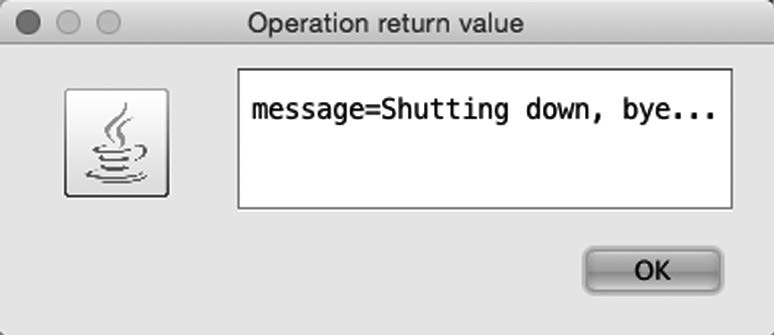 Operation return value
message=Shutting down, bye...
OK